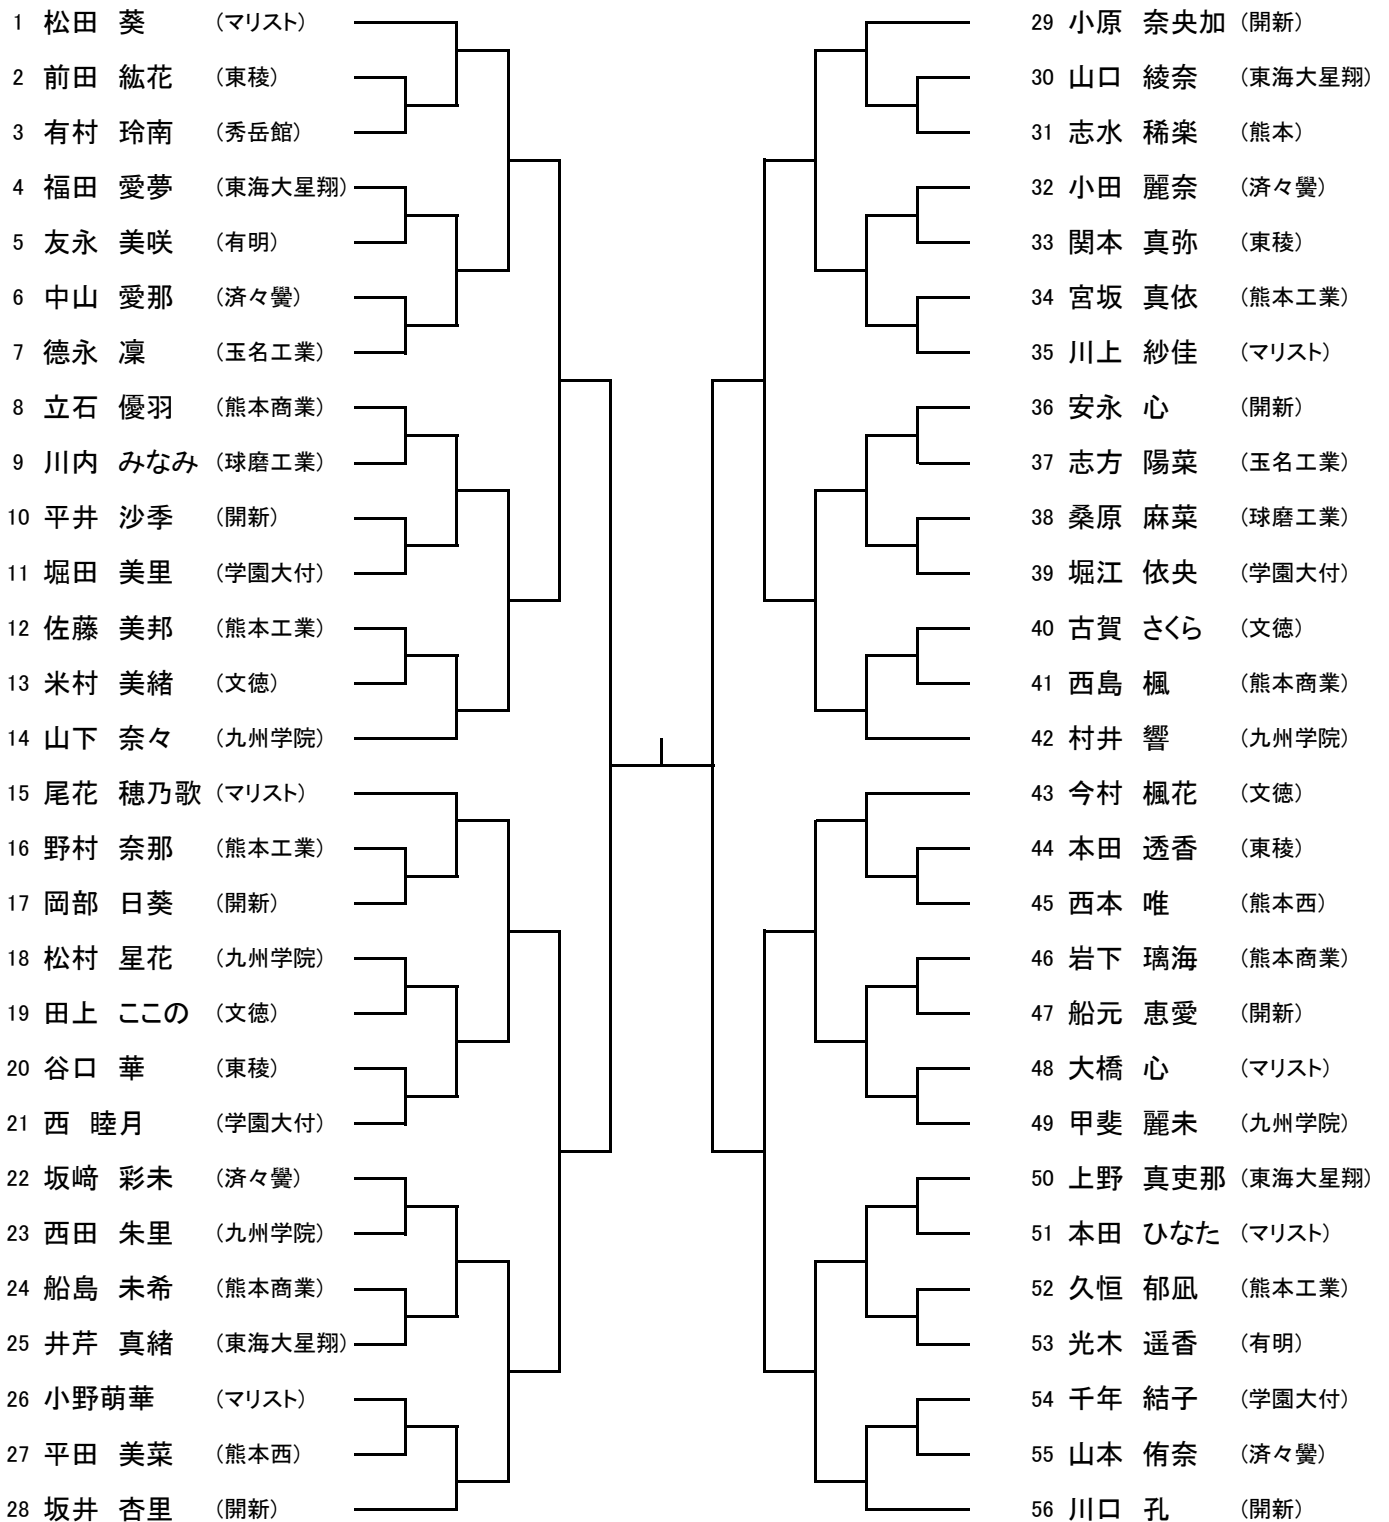 1 松田 葵 (マリスト)
2 前田 紘花 (東稜)
3 有村 玲南 (秀岳館)
4 福田 愛夢 (東海大星翔)
5 友永 美咲 (有明)
6 中山 愛那 (済々黌)
7 德永 凜 (玉名工業)
8 立石 優羽 (熊本商業)
9 川内 みなみ (球磨工業)
10 平井 沙季 (開新)
11 堀田 美里 (学園大付)
12 佐藤 美邦 (熊本工業)
13 米村 美緒 (文徳)
14 山下 奈々 (九州学院)
15 尾花 穂乃歌 (マリスト)
16 野村 奈那 (熊本工業)
17 岡部 日葵 (開新)
18 松村 星花 (九州学院)
19 田上 ここの (文徳)
20 谷口 華 (東稜)
21 西 睦月 (学園大付)
22 坂﨑 彩未 (済々黌)
23 西田 朱里 (九州学院)
24 船島 未希 (熊本商業)
25 井芹 真緒 (東海大星翔)
26 小野萌華 (マリスト)
27 平田 美菜 (熊本西)
28 坂井 杏里 (開新)
29 小原 奈央加 (開新)
30 山口 綾奈 (東海大星翔)
31 志水 稀楽 (熊本)
32 小田 麗奈 (済々黌)
33 関本 真弥 (東稜)
34 宮坂 真依 (熊本工業)
35 川上 紗佳 (マリスト)
36 安永 心 (開新)
37 志方 陽菜 (玉名工業)
38 桑原 麻菜 (球磨工業)
39 堀江 依央 (学園大付)
40 古賀 さくら (文徳)
41 西島 楓 (熊本商業)
42 村井 響 (九州学院)
43 今村 楓花 (文徳)
44 本田 透香 (東稜)
45 西本 唯 (熊本西)
46 岩下 璃海 (熊本商業)
47 船元 恵愛 (開新)
48 大橋 心 (マリスト)
49 甲斐 麗未 (九州学院)
50 上野 真吏那 (東海大星翔)
51 本田 ひなた (マリスト)
52 久恒 郁凪 (熊本工業)
53 光木 遥香 (有明)
54 千年 結子 (学園大付)
55 山本 侑奈 (済々黌)
56 川口 孔 (開新)